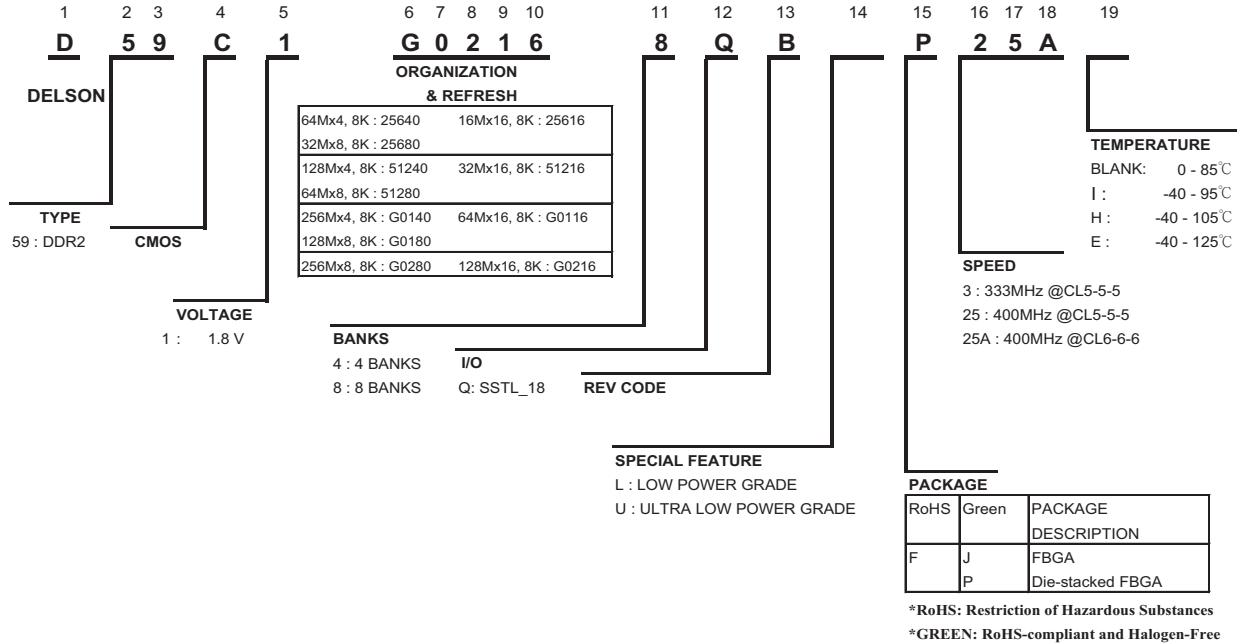 1 2 3 4 5 6 7 8 9 10 11 12 13 14 15 16 17 18 19
D 5 9 C 1 G 0 2 1 6 8 Q B P 2 5 A
DELSON
ORGANIZATION
& REFRESH
64Mx4, 8K : 25640 16Mx16, 8K : 25616
32Mx8, 8K : 25680
128Mx4, 8K : 51240 32Mx16, 8K : 51216
64Mx8, 8K : 51280
256Mx4, 8K : G0140 64Mx16, 8K : G0116
128Mx8, 8K : G0180
256Mx8, 8K : G0280 128Mx16, 8K : G0216
TYPE
59 : DDR2
CMOS
VOLTAGE
1 : 1.8 V
BANKS
4 : 4 BANKS
8 : 8 BANKS
I/O
Q: SSTL_18
REV CODE
TEMPERATURE
BLANK: 0 - 85℃
I : -40 - 95℃
H : -40 - 105℃
E : -40 - 125℃
SPEED
3 : 333MHz @CL5-5-5
25 : 400MHz @CL5-5-5
25A : 400MHz @CL6-6-6
SPECIAL FEATURE
L : LOW POWER GRADE
U : ULTRA LOW POWER GRADE
PACKAGE
RoHS Green PACKAGE
DESCRIPTION
F J FBGA
P Die-stacked FBGA
*RoHS: Restriction of Hazardous Substances
*GREEN: RoHS-compliant and Halogen-Free